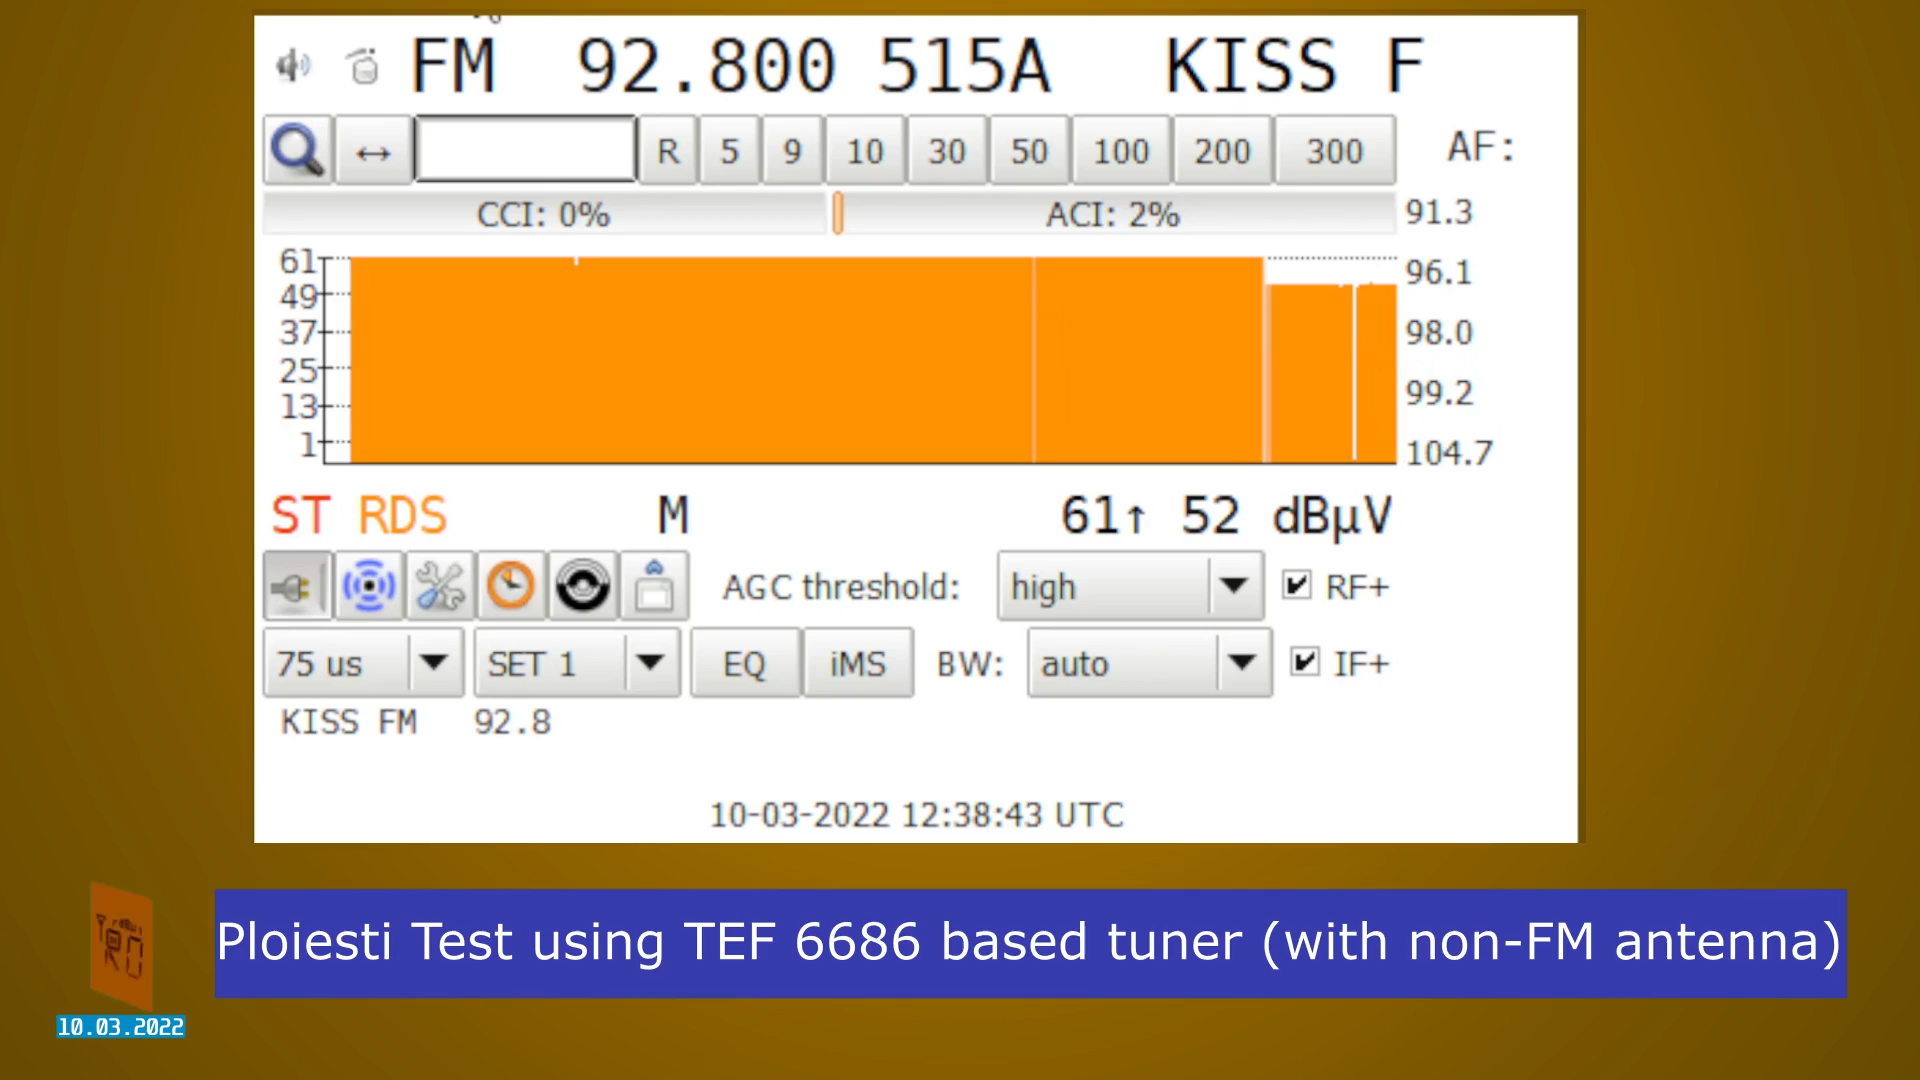 FM 92.800 515A KISS F
R 5 9 10 30 50 100 200 300 AF:
CCI: 0% ACI: 2% 91.3
61 96.1
49
37 98.0
25 99.2
13
1 104.7
ST RDS M 61↑ 52 dBµV
AGC threshold: high RF+
75 us SET 1 EQ iMS BW: auto IF+
KISS FM 92.8
10-03-2022 12:38:43 UTC
Ploiesti Test using TEF 6686 based tuner (with non-FM antenna)
10.03.2022